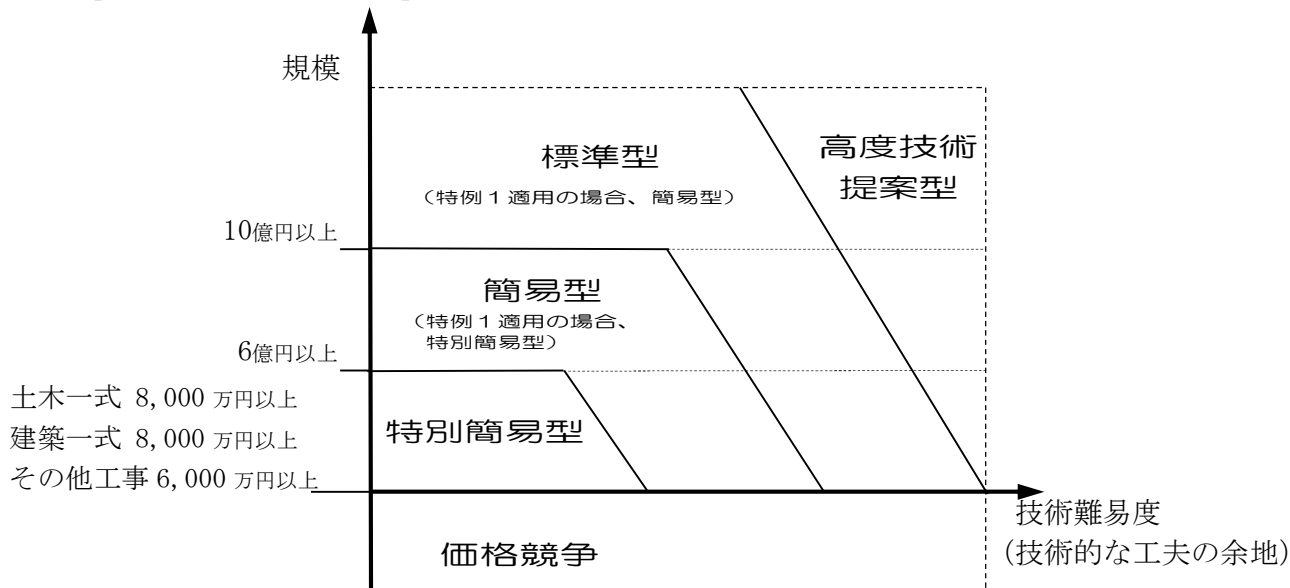 規模
標準型
(特例1適用の場合、簡易型)
高度技術
提案型
10億円以上
簡易型
(特例1適用の場合、
特別簡易型)
6億円以上
土木一式 8,000 万円以上
建築一式 8,000 万円以上
その他工事 6,000 万円以上
特別簡易型
技術難易度
(技術的な工夫の余地)
価格競争